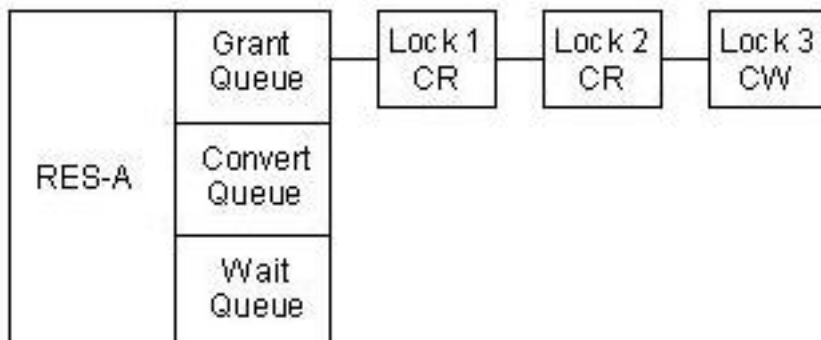 RES-A
Grant
Queue
Lock 1
CR
Lock 2
CR
Lock 3
CW
Convert
Queue
Wait
Queue